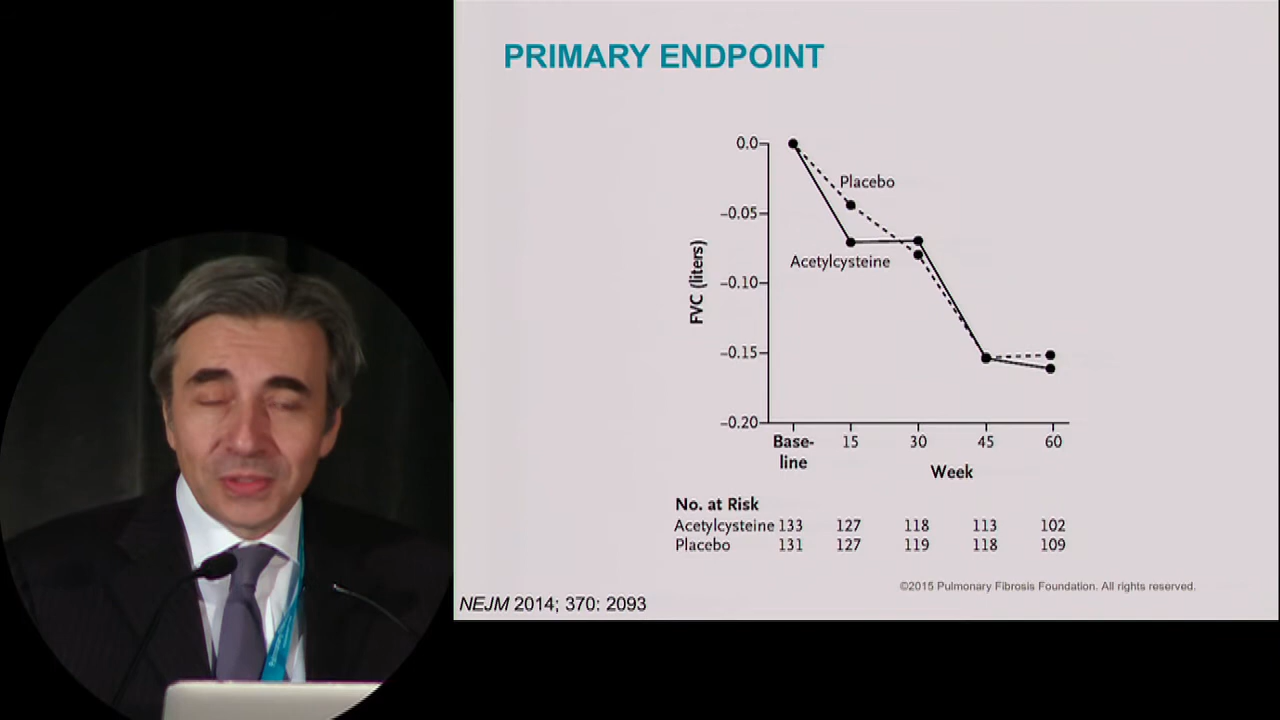 PRIMARY ENDPOINT
0.0
Placebo
−0.05
Acetylcysteine
FVC (liters)
−0.10
−0.15
−0.20
Base-
line
15 30 45 60
Week
No. at Risk
Acetylcysteine 133 127 118 113 102
Placebo 131 127 119 118 109
©2015 Pulmonary Fibrosis Foundation. All rights reserved.
NEJM 2014; 370: 2093